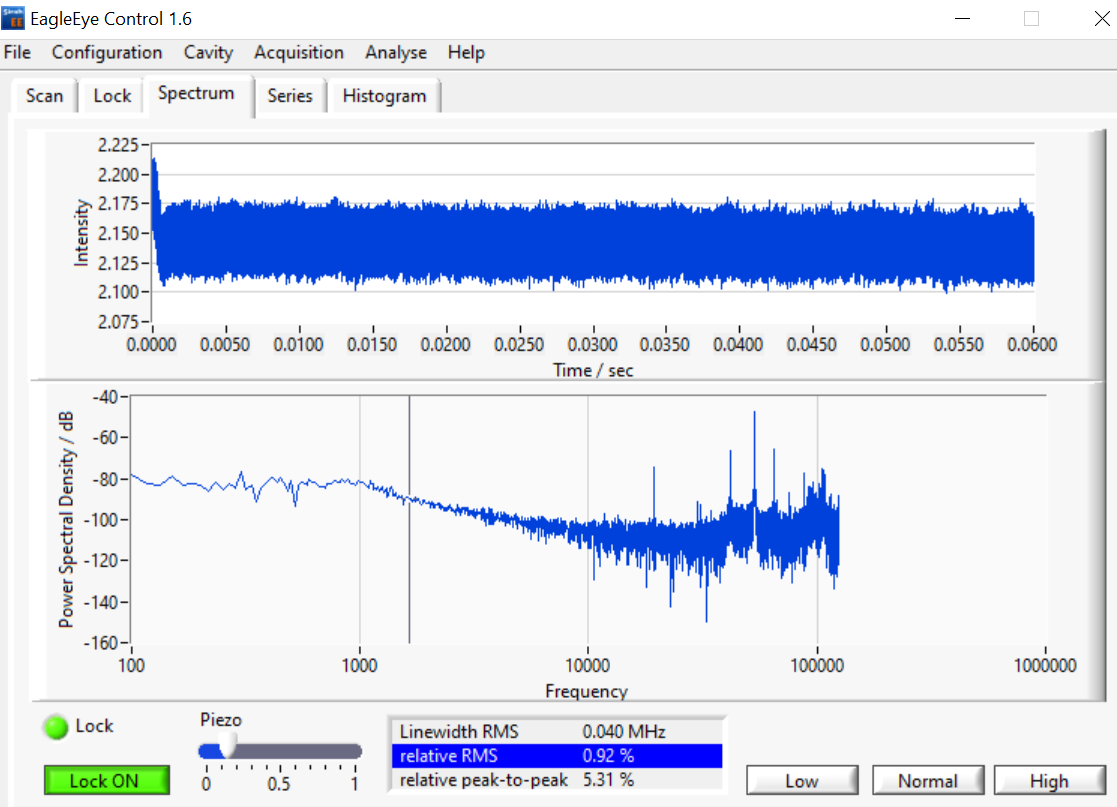 EagleEye Control 1.6
File Configuration Cavity Acquisition Analyse Help
Scan Lock Spectrum Series Histogram
2.225
2.200
2.175
2.150
2.125
2.100
2.075
Intensity
0.0000 0.0050 0.0100 0.0150 0.0200 0.0250 0.0300 0.0350 0.0400 0.0450 0.0500 0.0550 0.0600
Time / sec
-40
-60
-80
-100
-120
-140
-160
Power Spectral Density / dB
100 1000 10000 100000 1000000
Frequency
Lock
Lock ON
Piezo
0 0.5 1
Linewidth RMS 0.040 MHz
relative RMS 0.92 %
relative peak-to-peak 5.31 %
Low Normal High